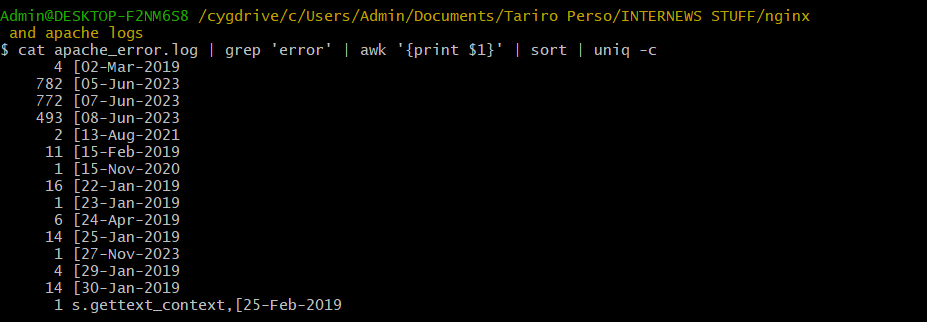 Admin@DESKTOP-F2NM6S8 /cygdrive/c/Users/Admin/Documents/Tariro Perso/INTERNEWS STUFF/nginx
 and apache logs
$ cat apache_error.log | grep 'error' | awk '{print $1}' | sort | uniq -c
      4 [02-Mar-2019
    782 [05-Jun-2023
    772 [07-Jun-2023
    493 [08-Jun-2023
      2 [13-Aug-2021
     11 [15-Feb-2019
      1 [15-Nov-2020
     16 [22-Jan-2019
      1 [23-Jan-2019
      6 [24-Apr-2019
     14 [25-Jan-2019
      1 [27-Nov-2023
      4 [29-Jan-2019
     14 [30-Jan-2019
      1 s.gettext_context,[25-Feb-2019